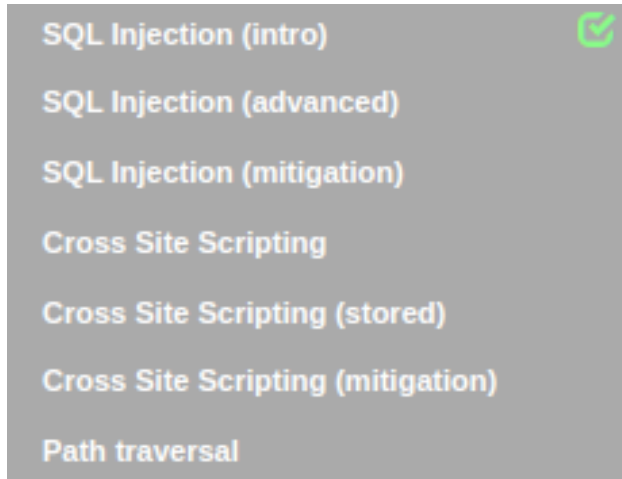 SQL Injection (intro)
SQL Injection (advanced)
SQL Injection (mitigation)
Cross Site Scripting
Cross Site Scripting (stored)
Cross Site Scripting (mitigation)
Path traversal